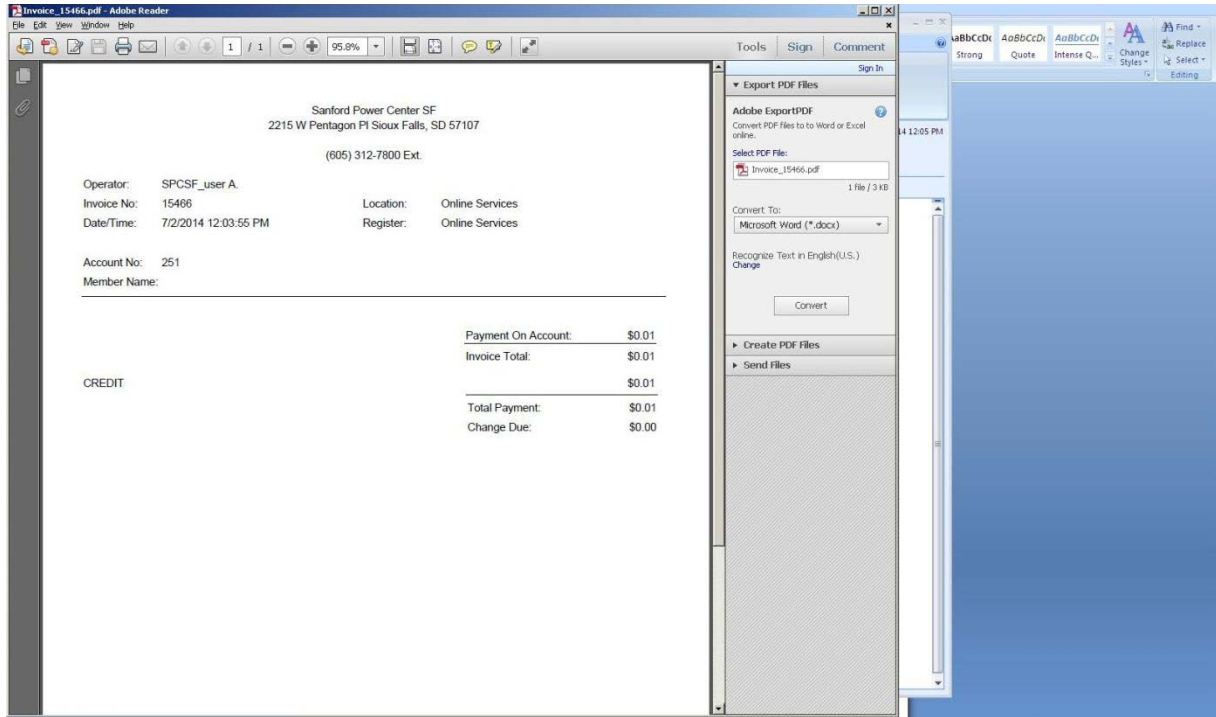 Invoice_15466.pdf - Adobe Reader
File Edit View Window Help
1 / 1 95.8% Tools Sign Comment
Sign In
Sanford Power Center SF
2215 W Pentagon Pl Sioux Falls, SD 57107
(605) 312-7800 Ext.
Operator: SPCSF_user A.
Invoice No: 15466 Location: Online Services
Date/Time: 7/2/2014 12:03:55 PM Register: Online Services
Account No: 251
Member Name:
Payment On Account: $0.01
Invoice Total: $0.01
CREDIT $0.01
Total Payment: $0.01
Change Due: $0.00
Export PDF Files
Adobe ExportPDF
Convert PDF files to to Word or Excel
online.
Select PDF File:
Invoice_15466.pdf
1 file / 3 KB
Convert To:
Microsoft Word (*.docx)
Recognize Text in English(U.S.)
Change
Convert
Create PDF Files
Send Files
14 12:05 PM
AaBbCcDc AaBbCcDc AaBbCcDc
Strong Quote Intense Q...
Change
Styles
Find
Replace
Select
Editing